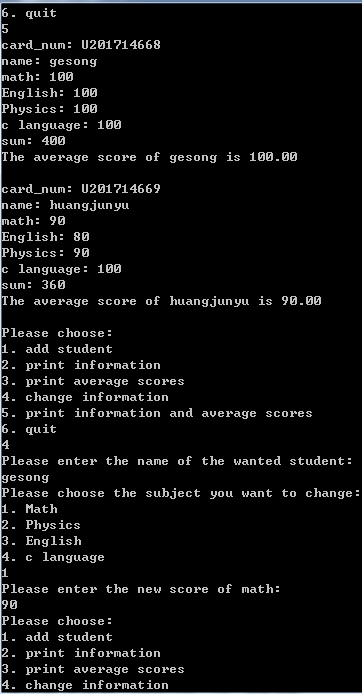 6. quit
5
card_num: U201714668
name: gesong
math: 100
English: 100
Physics: 100
c language: 100
sum: 400
The average score of gesong is 100.00
card_num: U201714669
name: huangjunyu
math: 90
English: 80
Physics: 90
c language: 100
sum: 360
The average score of huangjunyu is 90.00
Please choose:
1. add student
2. print information
3. print average scores
4. change information
5. print information and average scores
6. quit
4
Please enter the name of the wanted student:
gesong
Please choose the subject you want to change:
1. Math
2. Physics
3. English
4. c language
1
Please enter the new score of math:
90
Please choose:
1. add student
2. print information
3. print average scores
4. change information